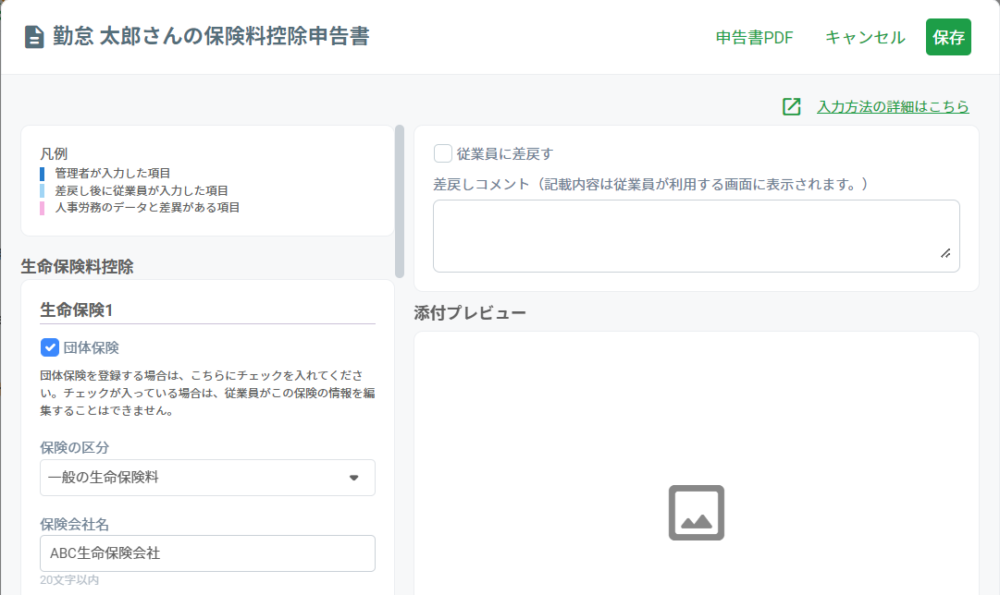 勤怠 太郎さんの保険料控除申告書
申告書PDF
キャンセル
保存
入力方法の詳細はこちら
凡例
管理者が入力した項目
差戻し後に従業員が入力した項目
人事労務のデータと差異がある項目
生命保険料控除
生命保険1
団体保険
団体保険を登録する場合は、こちらにチェックを入れてくださ
い。チェックが入っている場合は、従業員がこの保険の情報を編
集することはできません。
保険の区分
一般の生命保険料
保険会社名
ABC生命保険会社
20文字以内
従業員に差戻す
差戻しコメント（記載内容は従業員が利用する画面に表示されます。）
添付プレビュー